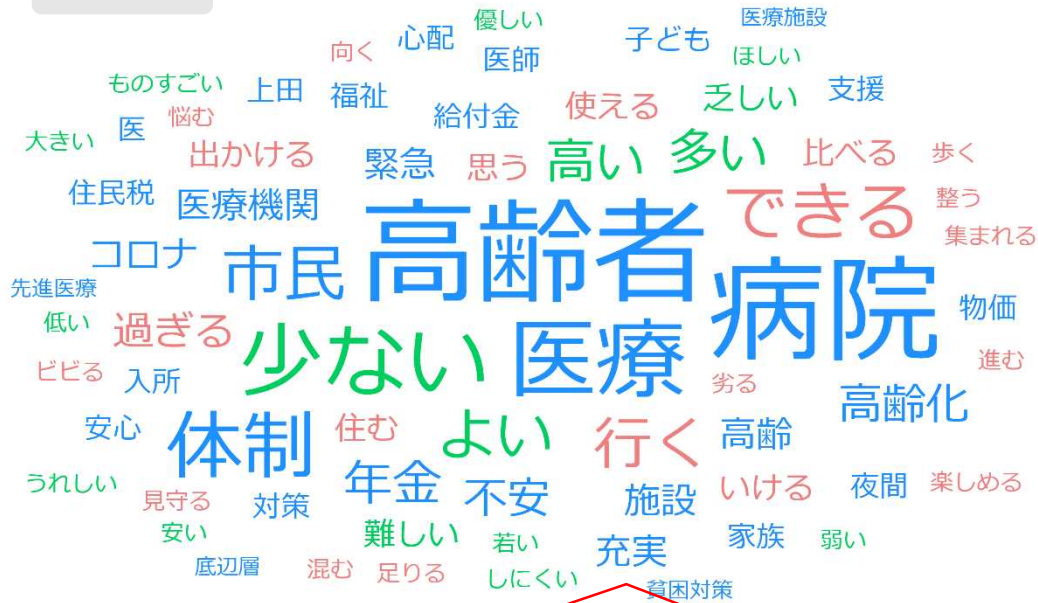 優しい
医療施設
向く
心配
医師
子ども
ほしい
ものすごい
上田
福祉
給付金
使える
乏しい
支援
大きい
医
悩む
出かける
緊急
思う
高い
多い
比べる
歩く
住民税
医療機関
高齢者
できる
整う
集まれる
コロナ
市民
病院
先進医療
低い
過ぎる
少ない
医療
物価
ビビる
入所
劣る
進む
高齢化
安心
体制
住む
よい
行く
高齢
うれしい
見守る
対策
年金
不安
施設
いける
夜間
楽しめる
安い
難しい
若い
充実
家族
弱い
底辺層
混む
足りる
しにくい
貧困対策